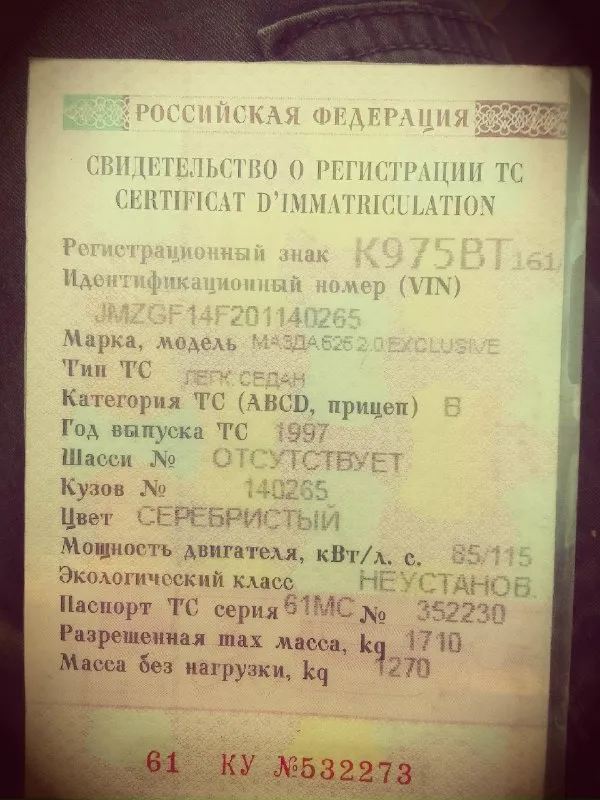 РОССИЙСКАЯ ФЕДЕРАЦИЯ
СВИДЕТЕЛЬСТВО О РЕГИСТРАЦИИ ТС
CERTIFICAT D'IMMATRICULATION
Регистрационный знак К975ВТ161
Идентификационный номер (VIN)
JMZGF14F201140265
Марка, модель МАЗДА 626 2.0 EXCLUSIVE
Тип ТС ЛЕГК СЕДАН
Категория ТС (ABCD, прицеп) B
Год выпуска ТС 1997
Шасси № ОТСУТСТВУЕТ
Кузов № 140265
Цвет СЕРЕБРИСТЫЙ
Мощность двигателя, кВт/л. с. 85/115
Экологический класс НЕУСТАНОВ.
Паспорт ТС серия 61МС № 352230
Разрешенная max масса, kg 1710
Масса без нагрузки, kg 1270
61 КУ №532273